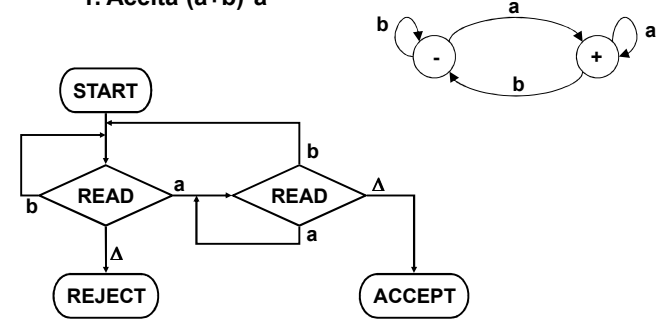 1. Aceita (a+b)*a
b
a
-
+
a
b
START
b
READ
a
READ
Δ
b
a
Δ
REJECT
ACCEPT